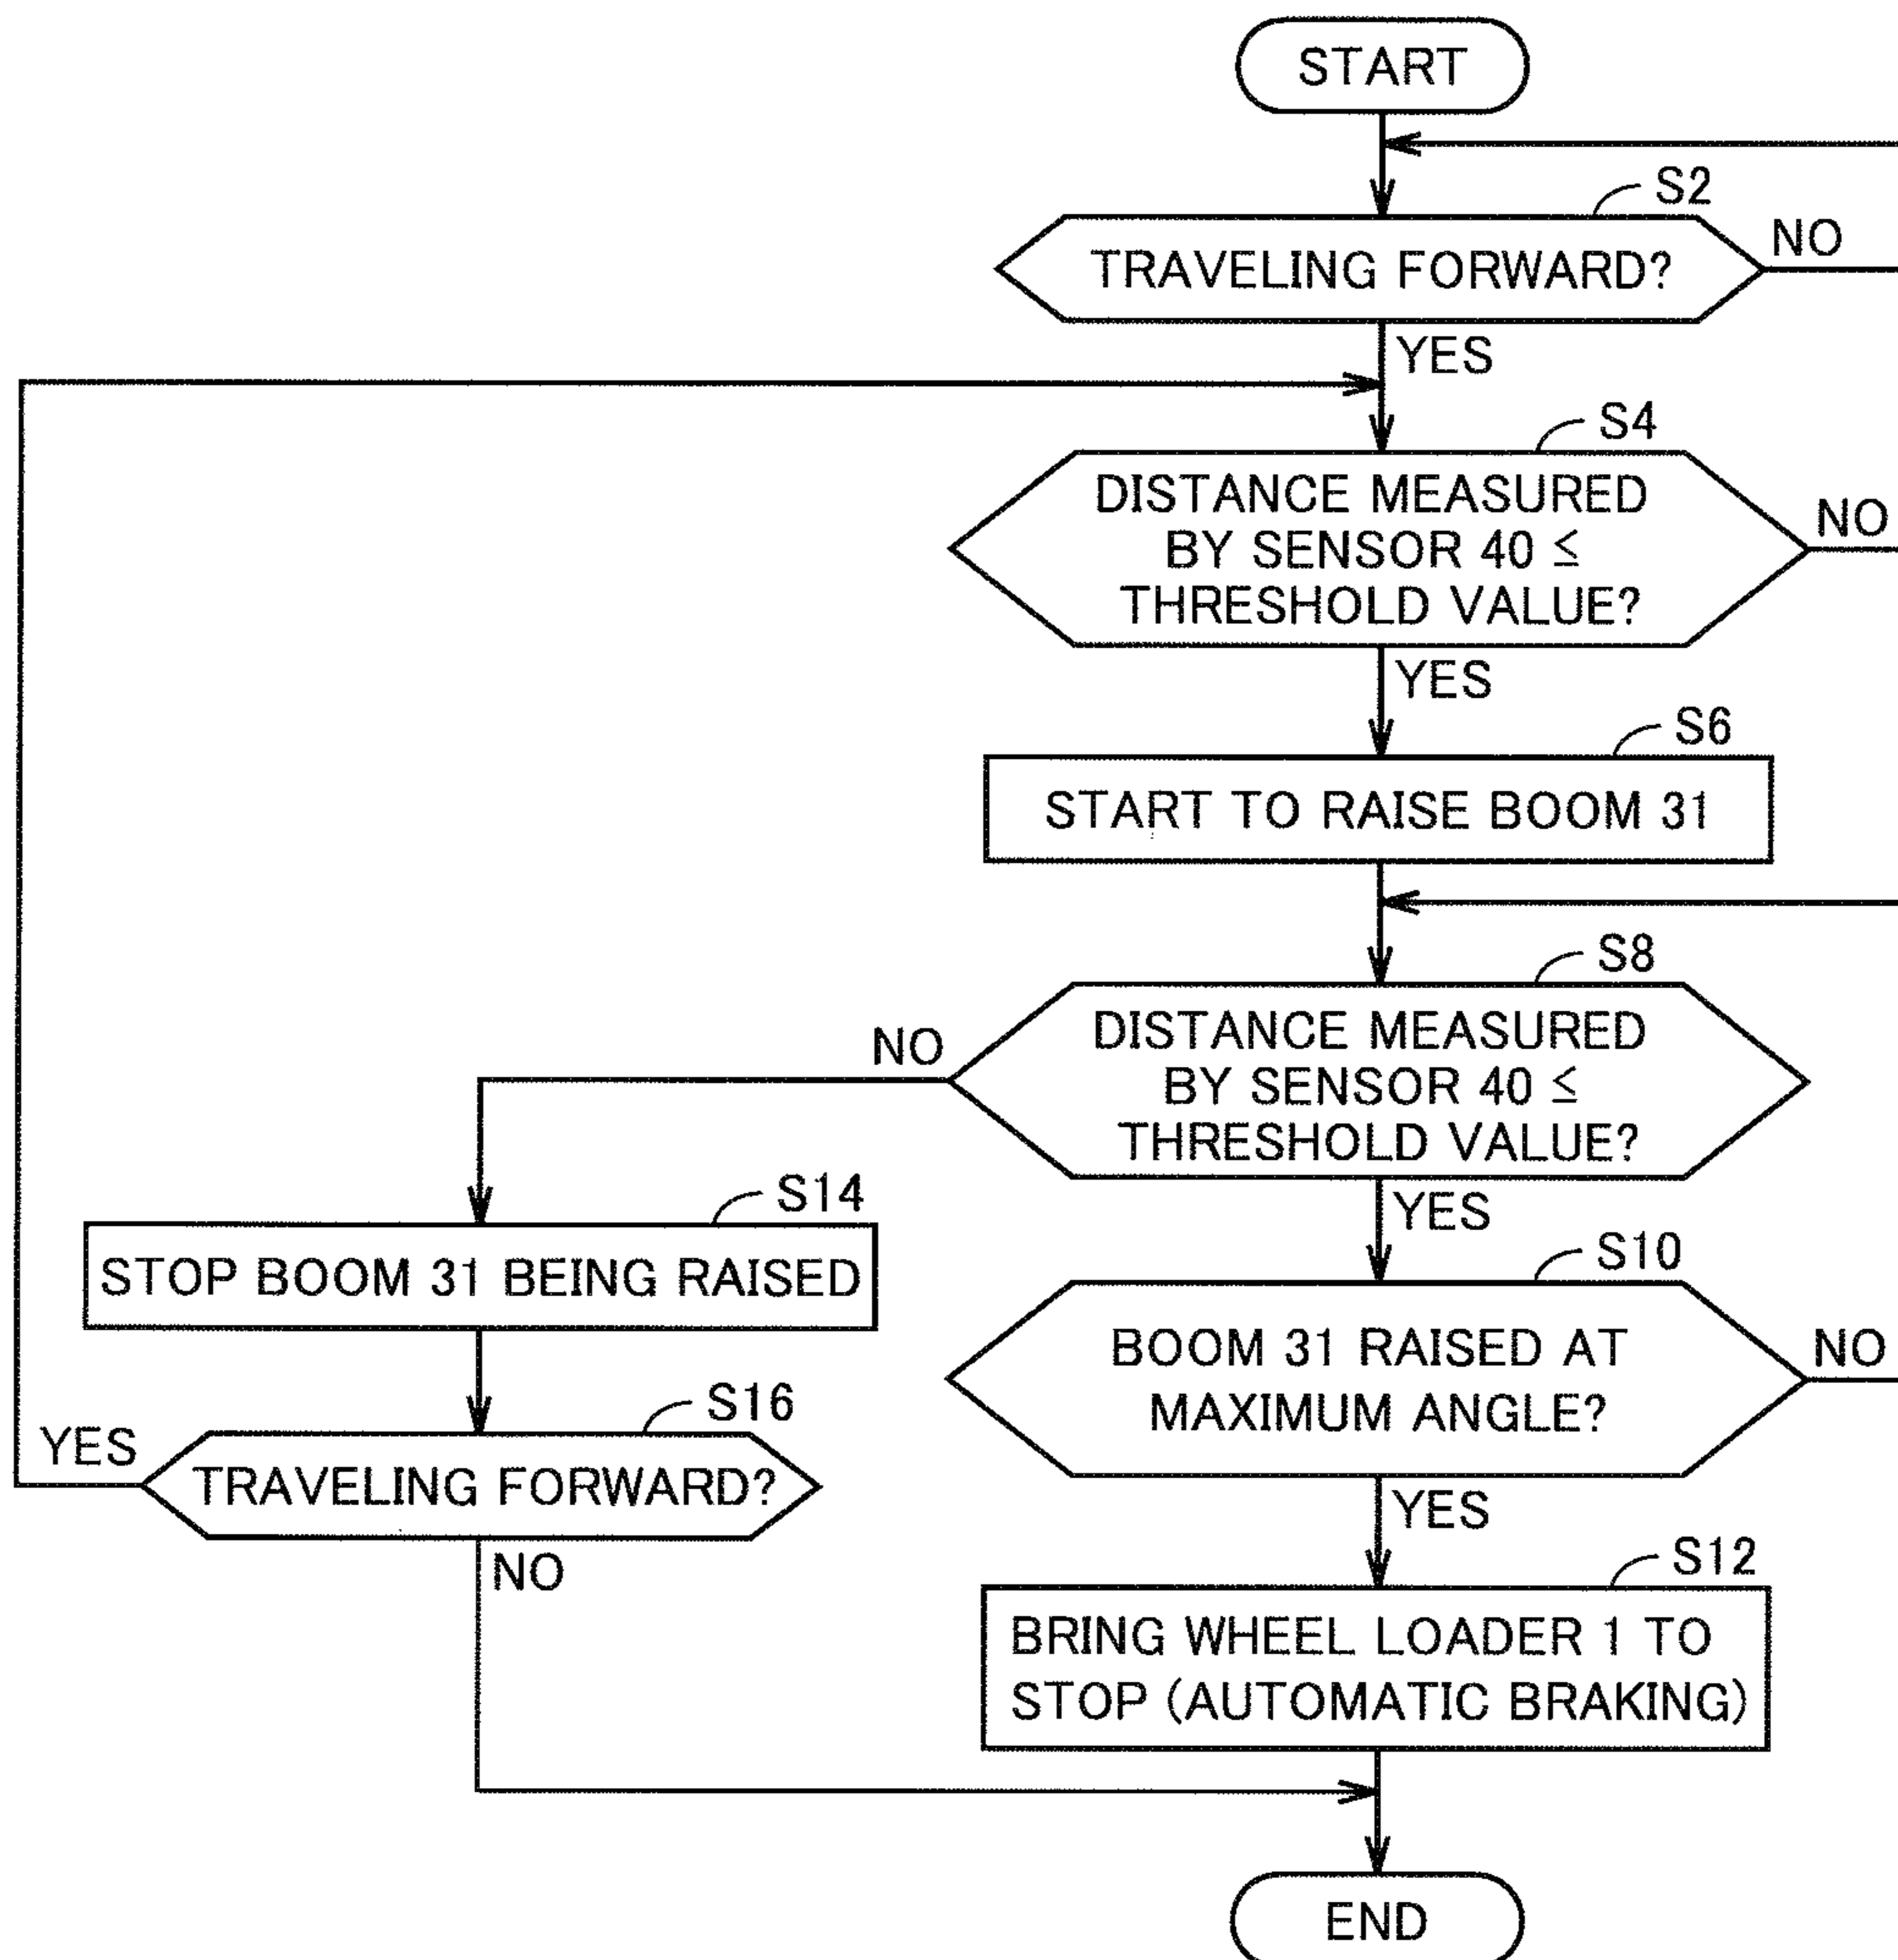 START
S2
TRAVELING FORWARD?
NO
YES
S4
DISTANCE MEASURED
BY SENSOR 40 ≤
THRESHOLD VALUE?
NO
YES
S6
START TO RAISE BOOM 31
S8
DISTANCE MEASURED
BY SENSOR 40 ≤
THRESHOLD VALUE?
NO
YES
S14
STOP BOOM 31 BEING RAISED
S10
BOOM 31 RAISED AT
MAXIMUM ANGLE?
NO
YES
S16
TRAVELING FORWARD?
YES
NO
S12
BRING WHEEL LOADER 1 TO
STOP (AUTOMATIC BRAKING)
END